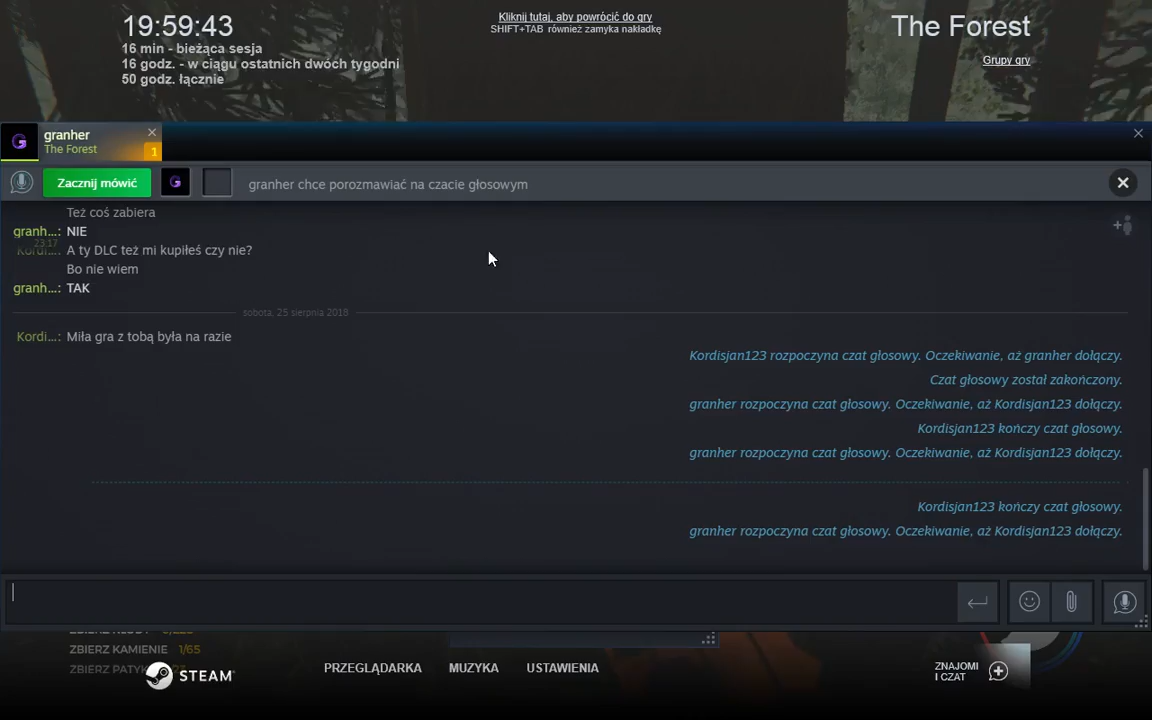 19:59:43
16 min - bieżąca sesja
16 godz. - w ciągu ostatnich dwóch tygodni
50 godz. łącznie
Kliknij tutaj, aby powrócić do gry
SHIFT+TAB również zamyka nakładkę
The Forest
Grupy gry
granher
The Forest
1
Zacznij mówić
granher chce porozmawiać na czacie głosowym
Też coś zabiera
granh...: NIE
23:17
Kordi...: A ty DLC też mi kupiłeś czy nie?
Bo nie wiem
granh...: TAK
sobota, 25 sierpnia 2018
Kordi...: Miła gra z tobą była na razie
Kordisjan123 rozpoczyna czat głosowy. Oczekiwanie, aż granher dołączy.
Czat głosowy został zakończony.
granher rozpoczyna czat głosowy. Oczekiwanie, aż Kordisjan123 dołączy.
Kordisjan123 kończy czat głosowy.
granher rozpoczyna czat głosowy. Oczekiwanie, aż Kordisjan123 dołączy.
Kordisjan123 kończy czat głosowy.
granher rozpoczyna czat głosowy. Oczekiwanie, aż Kordisjan123 dołączy.
ZBIERZ KAMIENIE 1/65
ZBIERZ PATYK
STEAM
PRZEGLĄDARKA
MUZYKA
USTAWIENIA
ZNAJOMI
I CZAT